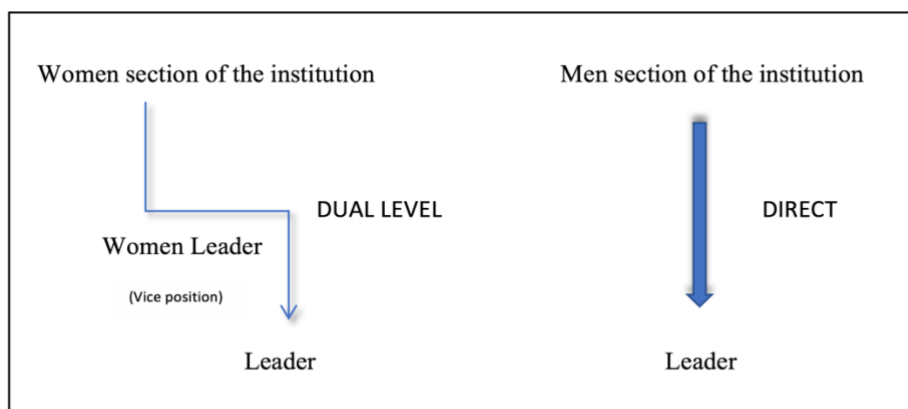 Women section of the institution
DUAL LEVEL
Women Leader
(Vice position)
Leader
Men section of the institution
DIRECT
Leader